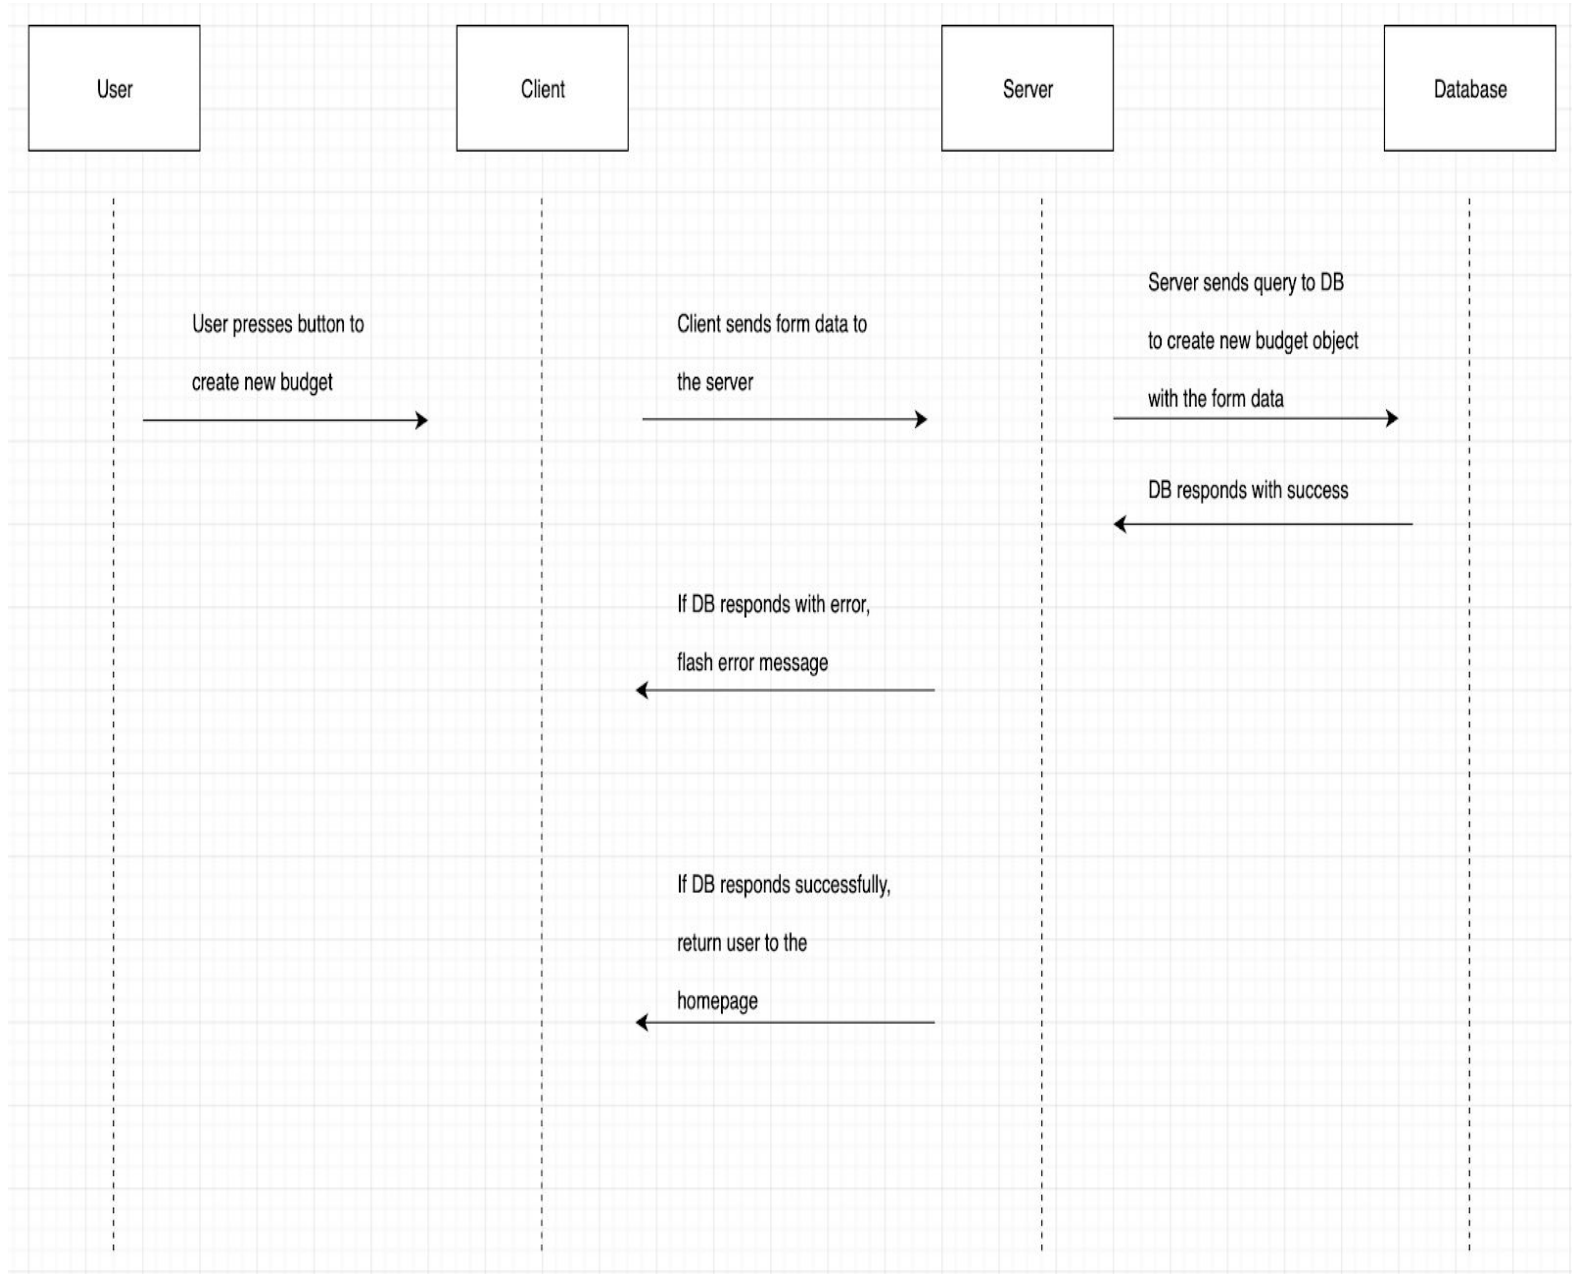 User
Client
Server
Database
User presses button to
create new budget
Client sends form data to
the server
Server sends query to DB
to create new budget object
with the form data
DB responds with success
If DB responds with error,
flash error message
If DB responds successfully,
return user to the
homepage